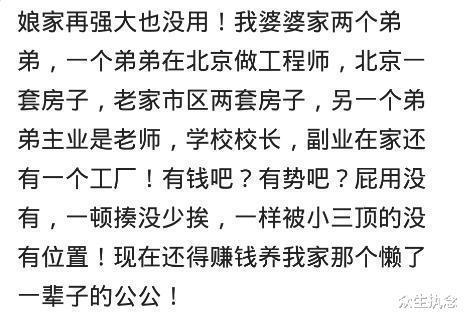 娘家再强大也没用！我婆婆家两个弟
弟，一个弟弟在北京做工程师，北京一
套房子，老家市区两套房子，另一个弟
弟主业是老师，学校校长，副业在家还
有一个工厂！有钱吧？有势吧？屁用没
有，一顿揍没少挨，一样被小三顶的没
有位置！现在还得赚钱养我家那个懒了
一辈子的公公！
众生执念